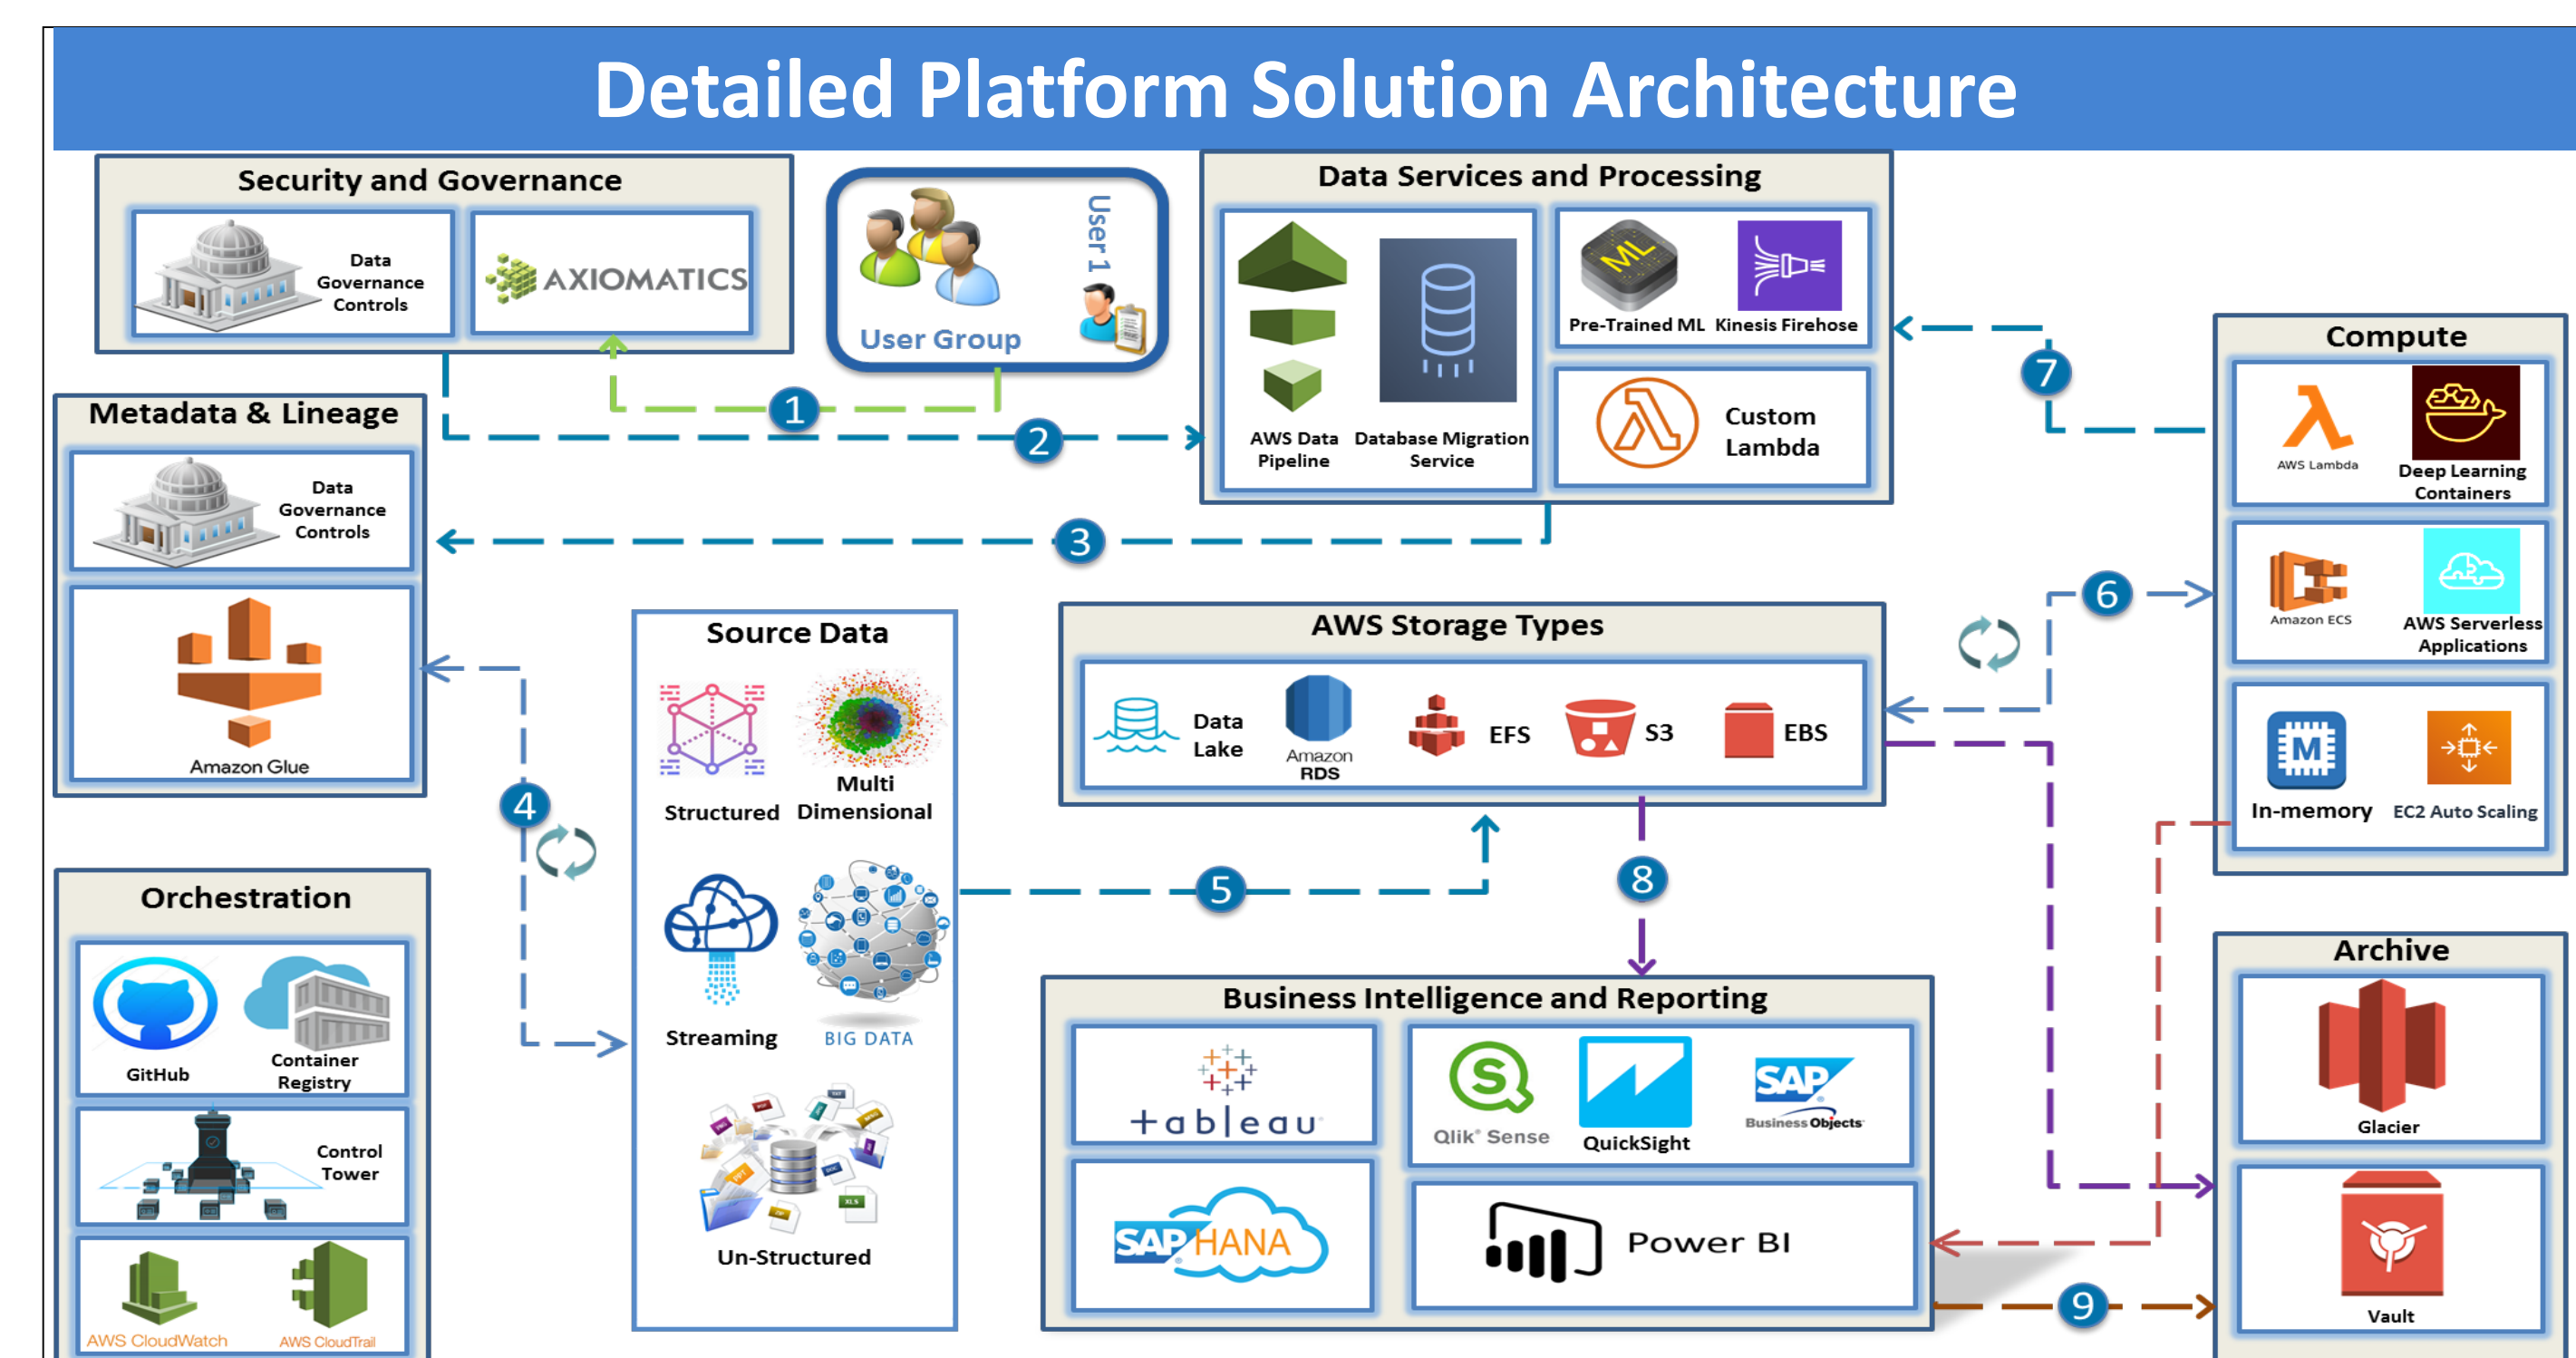 Detailed Platform Solution Architecture
Security and Governance
Data
Governance
Controls
AXIOMATICS
User Group
User 1
Data Services and Processing
AWS Data
Pipeline
Database Migration
Service
Pre-Trained ML
ML
Kinesis Firehose
Custom
Lambda
Compute
AWS Lambda
Deep Learning
Containers
Amazon ECS
AWS Serverless
Applications
M
In-memory
EC2 Auto Scaling
1
2
3
4
5
6
7
8
9
Metadata & Lineage
Data
Governance
Controls
Amazon Glue
Source Data
Structured
Multi
Dimensional
Streaming
BIG DATA
Un-Structured
PPT
XLS
AWS Storage Types
Data
Lake
Amazon
RDS
EFS
S3
EBS
Orchestration
GitHub
Container
Registry
Control
Tower
AWS CloudWatch
AWS CloudTrail
Business Intelligence and Reporting
+ableau
Qlik® Sense
QuickSight
SAP
Business Objects
SAP HANA
Power BI
Archive
Glacier
Vault